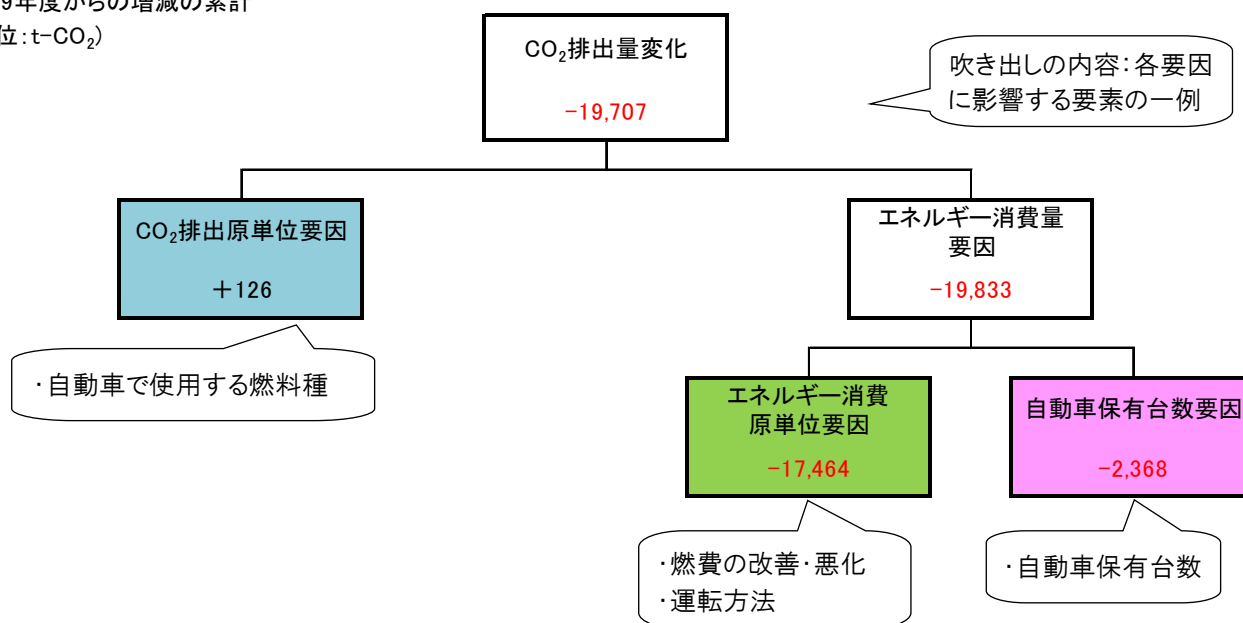 9年度からの増減の累計
位:t-CO₂)
CO₂排出量変化
-19,707
吹き出しの内容:各要因
に影響する要素の一例
CO₂排出原単位要因
+126
・自動車で使用する燃料種
エネルギー消費量
要因
-19,833
エネルギー消費
原単位要因
-17,464
・燃費の改善・悪化
・運転方法
自動車保有台数要因
-2,368
・自動車保有台数